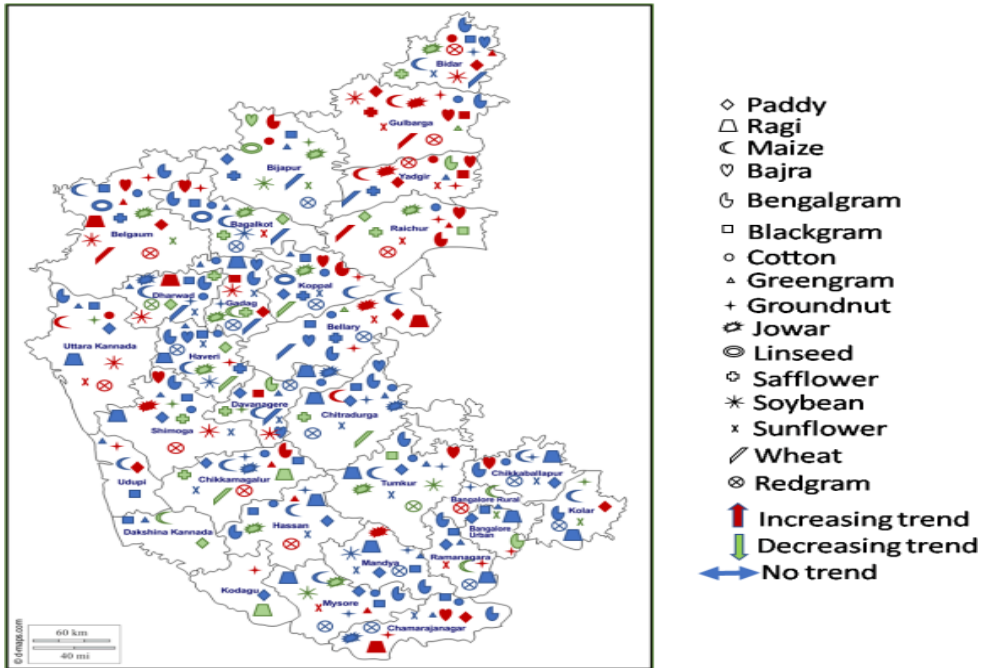 Bidar
Gulbarga
Bijapur
Yadgir
Bagalkot
Raichur
Belgaum
Koppal
Dharwad
Gadag
Bellary
Uttara Kannada
Haveri
Davanagere
Chitradurga
Shimoga
Chikkaballapur
Udupi
Chikkamagalur
Tumkur
Bangalore Rural
Kolar
Dakshina Kannada
Hassan
Bangalore
Urban
Ramanagara
Mandya
Kodagu
Mysore
Chamarajanagar
60 km
40 mi
© d-maps.com
Paddy
Ragi
Maize
Bajra
Bengalgram
Blackgram
Cotton
Greengram
Groundnut
Jowar
Linseed
Safflower
Soybean
Sunflower
Wheat
Redgram
Increasing trend
Decreasing trend
No trend